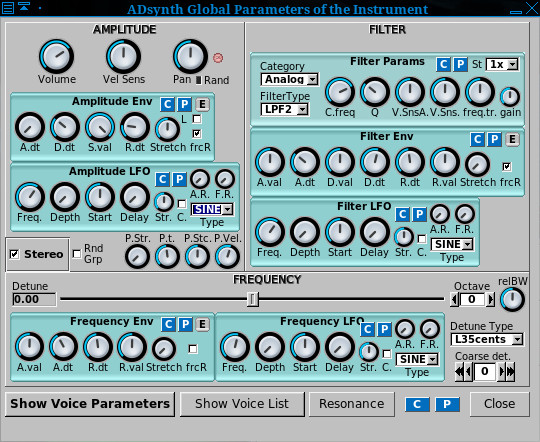 ADsynth Global Parameters of the Instrument
AMPLITUDE
Volume
Vel Sens
Pan
Rand
Amplitude Env
C P E
A.dt D.dt S.val R.dt Stretch
L
frcR
Amplitude LFO
C P
A.R. F.R.
Freq. Depth Start Delay Str. C.
SINE
Type
Stereo
Rnd
Grp
P.Str. P.t. P.Stc. P.Vel.
FILTER
Filter Params
Category
Analog
C P
St 1x
FilterType
LPF2
C.freq Q V.SnsA. V.Sns. freq.tr. gain
Filter Env
C P E
A.val A.dt D.val D.dt R.dt R.val Stretch frcR
Filter LFO
C P
A.R. F.R.
Freq. Depth Start Delay Str. C.
SINE
Type
FREQUENCY
Detune
0.00
Octave
0
relBW
Frequency Env
C P E
A.val A.dt R.dt R.val Stretch frcR
Frequency LFO
C P
A.R. F.R.
Freq. Depth Start Delay Str. C.
SINE
Type
Detune Type
L35cents
Coarse det.
0
Show Voice Parameters
Show Voice List
Resonance
C P
Close